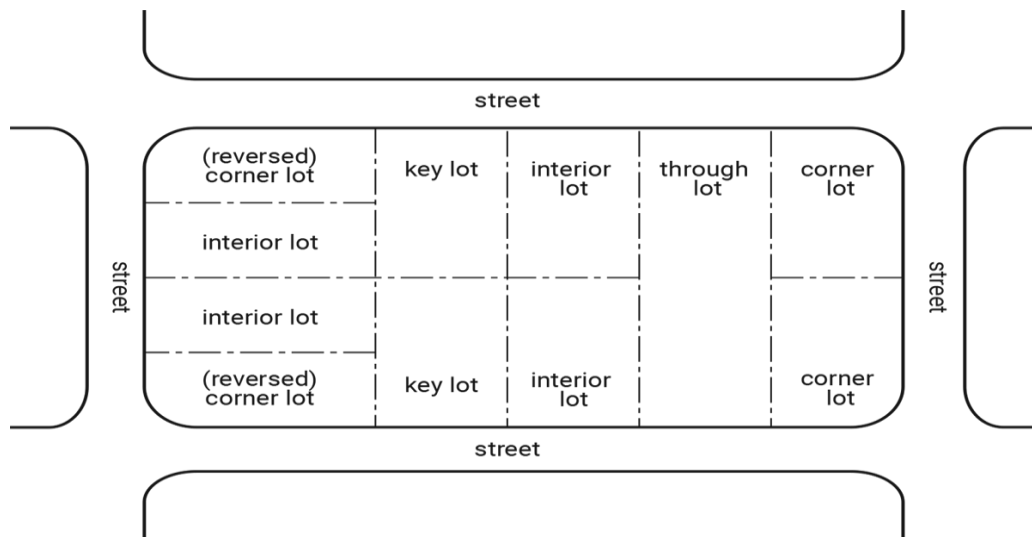 street
(reversed)
corner lot
key lot
interior
lot
through
lot
corner
lot
interior lot
street
street
interior lot
(reversed)
corner lot
key lot
interior
lot
corner
lot
street